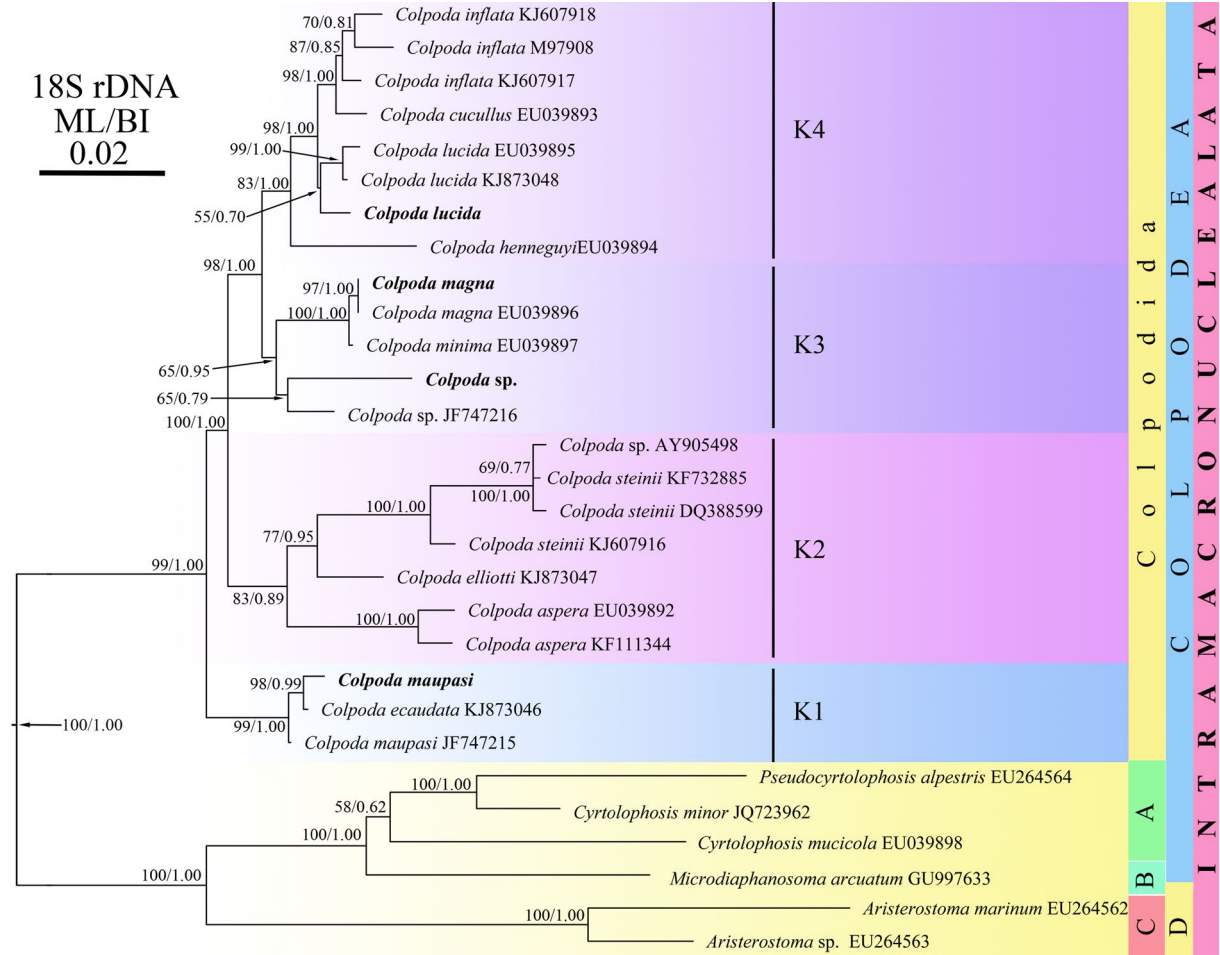 18S rDNA
ML/BI
0.02
70/0.81
Colpoda inflata KJ607918
87/0.85
Colpoda inflata M97908
98/1.00
Colpoda inflata KJ607917
Colpoda cucullus EU039893
98/1.00
99/1.00
Colpoda lucida EU039895
Colpoda lucida KJ873048
83/1.00
55/0.70
Colpoda lucida
Colpoda henneguyiEU039894
K4
98/1.00
97/1.00
Colpoda magna
100/1.00
Colpoda magna EU039896
Colpoda minima EU039897
65/0.95
Colpoda sp.
65/0.79
Colpoda sp. JF747216
K3
100/1.00
Colpoda sp. AY905498
69/0.77
Colpoda steinii KF732885
100/1.00
Colpoda steinii DQ388599
100/1.00
Colpoda steinii KJ607916
77/0.95
Colpoda elliotti KJ873047
83/0.89
Colpoda aspera EU039892
100/1.00
Colpoda aspera KF111344
K2
99/1.00
98/0.99
Colpoda maupasi
Colpoda ecaudata KJ873046
99/1.00
Colpoda maupasi JF747215
K1
100/1.00
Pseudocyrtolophosis alpestris EU264564
100/1.00
Cyrtolophosis minor JQ723962
58/0.62
Cyrtolophosis mucicola EU039898
100/1.00
Microdiaphanosoma arcuatum GU997633
100/1.00
Aristerostoma marinum EU264562
100/1.00
Aristerostoma sp. EU264563
Colpodida
A
B
C
COLPODEA
D
INTRAMACRONUCLEALATA